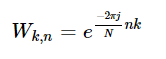 W_{k,n} = e^{\frac{-2\pi j}{N} nk}